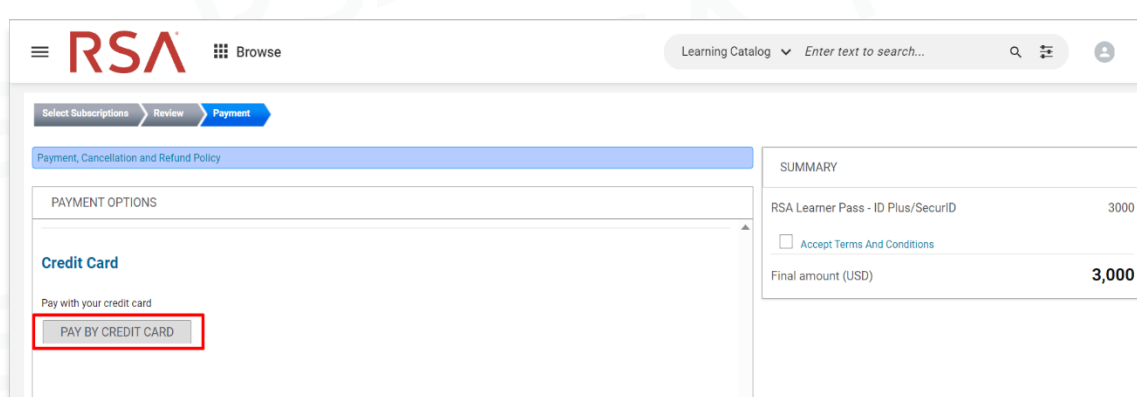 RSA
Browse
Learning Catalog Enter text to search...
Select Subscriptions Review Payment
Payment, Cancellation and Refund Policy
PAYMENT OPTIONS
Credit Card
Pay with your credit card
PAY BY CREDIT CARD
SUMMARY
RSA Learner Pass - ID Plus/SecurID 3000
Accept Terms And Conditions
Final amount (USD) 3,000